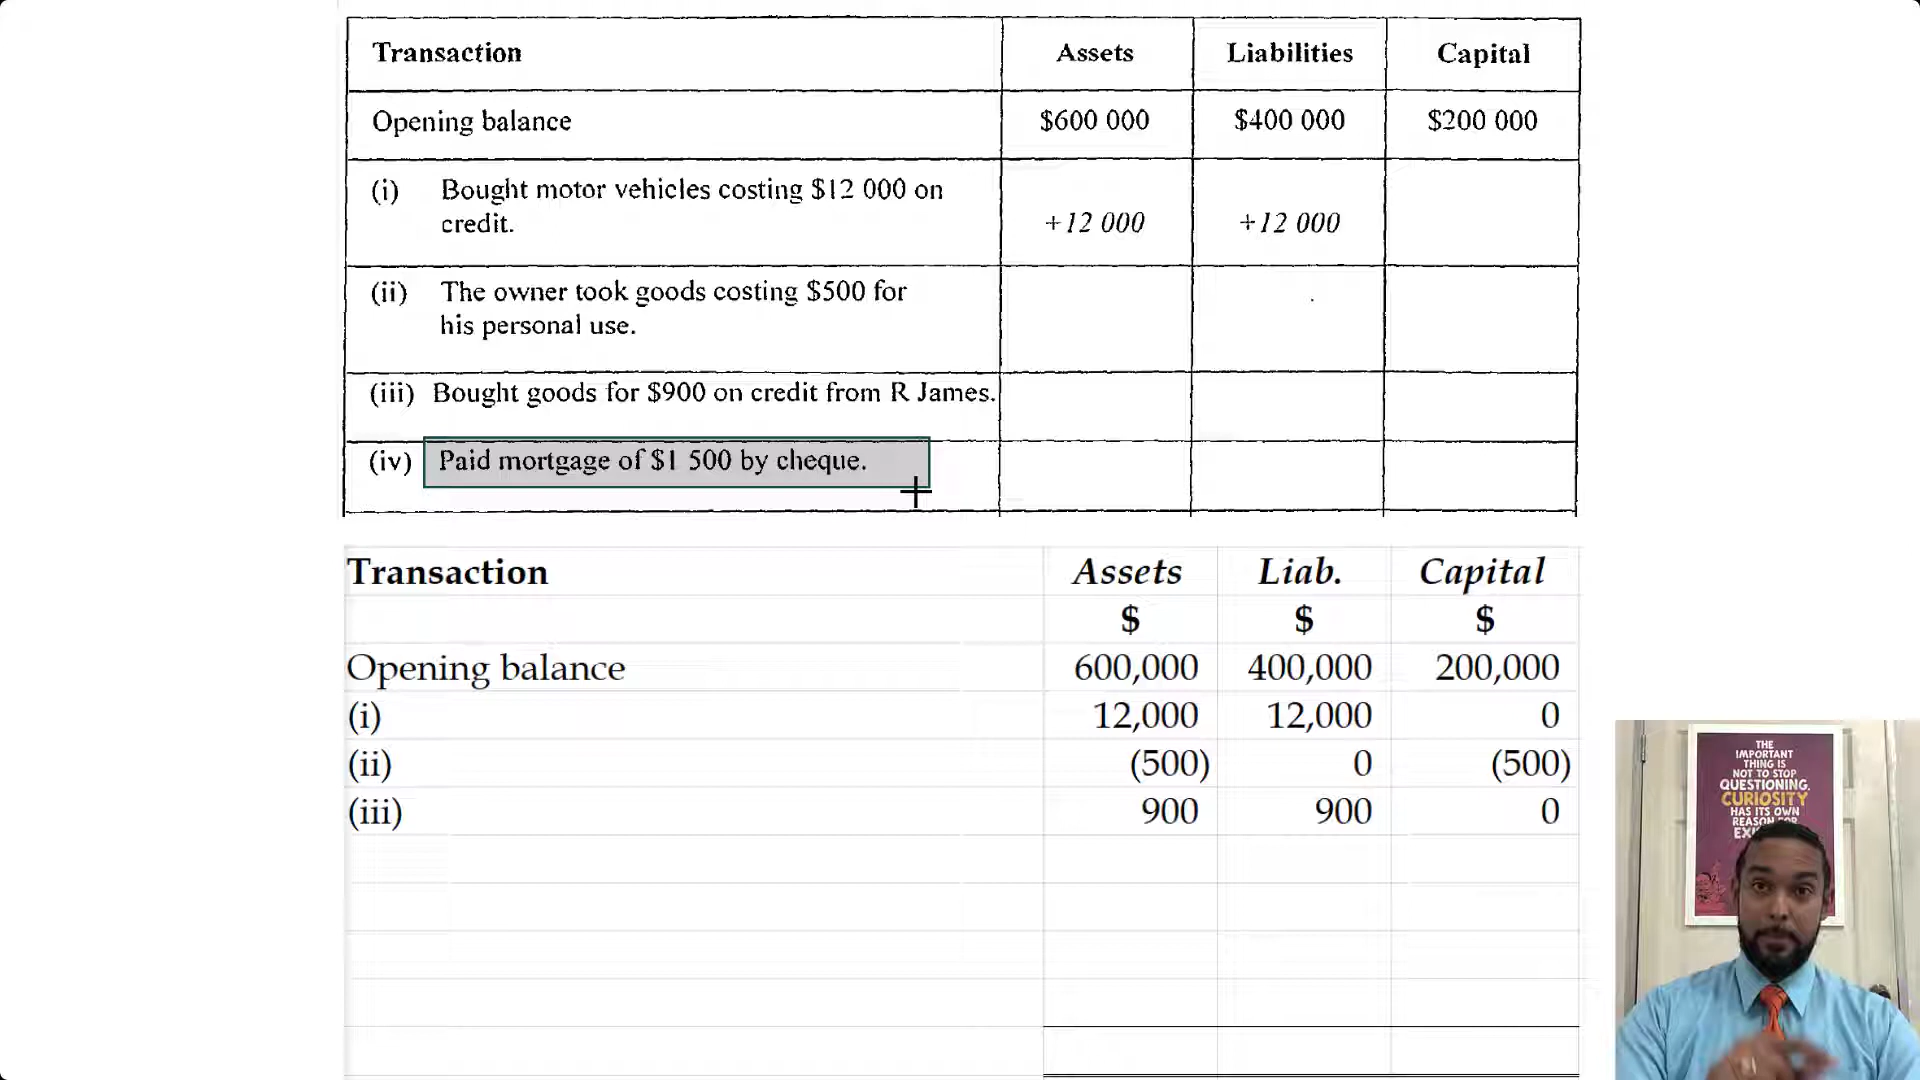 Transaction Assets Liabilities Capital
Opening balance $600 000 $400 000 $200 000
(i) Bought motor vehicles costing $12 000 on
credit. +12 000 +12 000
(ii) The owner took goods costing $500 for
his personal use.
(iii) Bought goods for $900 on credit from R James.
(iv) Paid mortgage of $1 500 by cheque.
Transaction Assets Liab. Capital
$ $ $
Opening balance 600,000 400,000 200,000
(i) 12,000 12,000 0
(ii) (500) 0 (500)
(iii) 900 900 0
THE
IMPORTANT
THING IS
NOT TO STOP
QUESTIONING.
CURIOSITY
HAS ITS OWN
REASON FOR